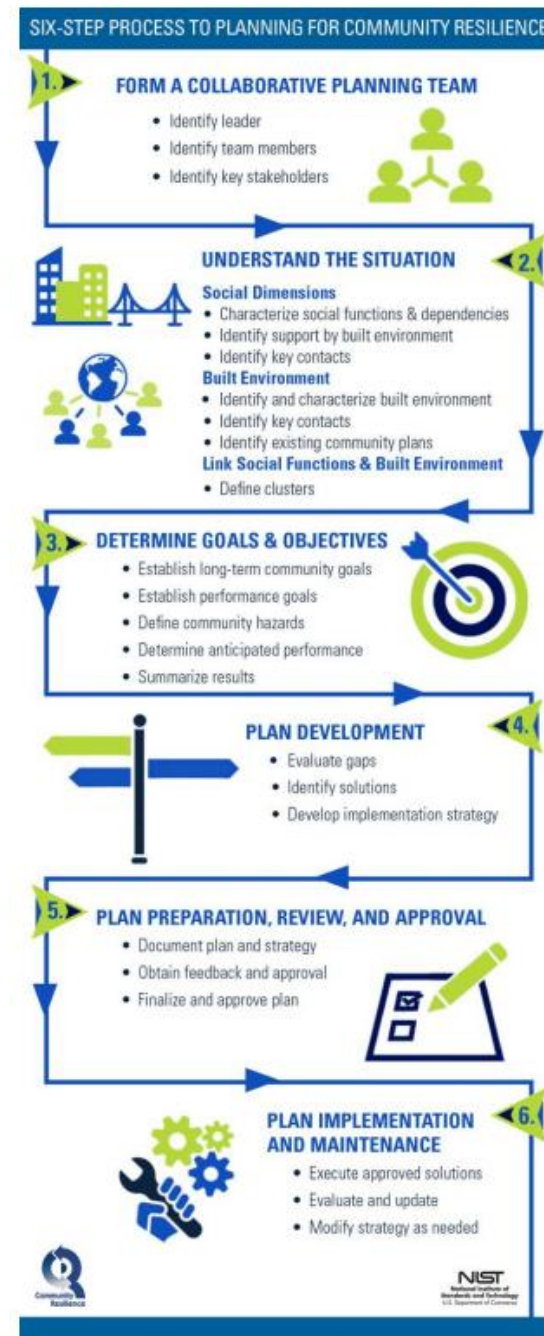 SIX-STEP PROCESS TO PLANNING FOR COMMUNITY RESILIENCE
1.
FORM A COLLABORATIVE PLANNING TEAM
• Identify leader
• Identify team members
• Identify key stakeholders
UNDERSTAND THE SITUATION
2.
Social Dimensions
• Characterize social functions & dependencies
• Identify support by built environment
• Identify key contacts
Built Environment
• Identify and characterize built environment
• Identify key contacts
• Identify existing community plans
Link Social Functions & Built Environment
• Define clusters
3.
DETERMINE GOALS & OBJECTIVES
• Establish long-term community goals
• Establish performance goals
• Define community hazards
• Determine anticipated performance
• Summarize results
PLAN DEVELOPMENT
4.
• Evaluate gaps
• Identify solutions
• Develop implementation strategy
5.
PLAN PREPARATION, REVIEW, AND APPROVAL
• Document plan and strategy
• Obtain feedback and approval
• Finalize and approve plan
6.
PLAN IMPLEMENTATION
AND MAINTENANCE
• Execute approved solutions
• Evaluate and update
• Modify strategy as needed
Community
Resilience
NIST
National Institute of
Standards and Technology
U.S. Department of Commerce